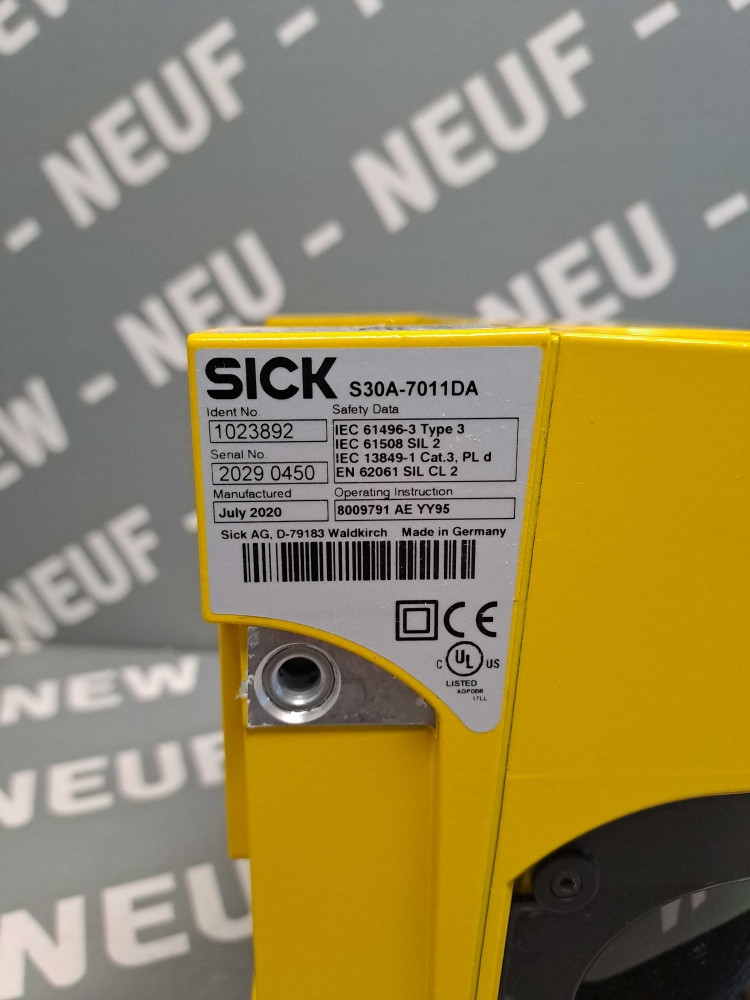 NEW - NEUF -
- NEUF - NEUF
- NEUF - NEU
NEUF -
NEW
NEUF
NEUF
SICK S30A-7011DA
Ident No. Safety Data
1023892
IEC 61496-3 Type 3
IEC 61508 SIL 2
IEC 13849-1 Cat.3, PL d
EN 62061 SIL CL 2
Serial No.
2029 0450
Manufactured Operating Instruction
July 2020 8009791 AE YY95
Sick AG, D-79183 Waldkirch Made in Germany
CE
C UL US
LISTED
AOPDDR
17LL